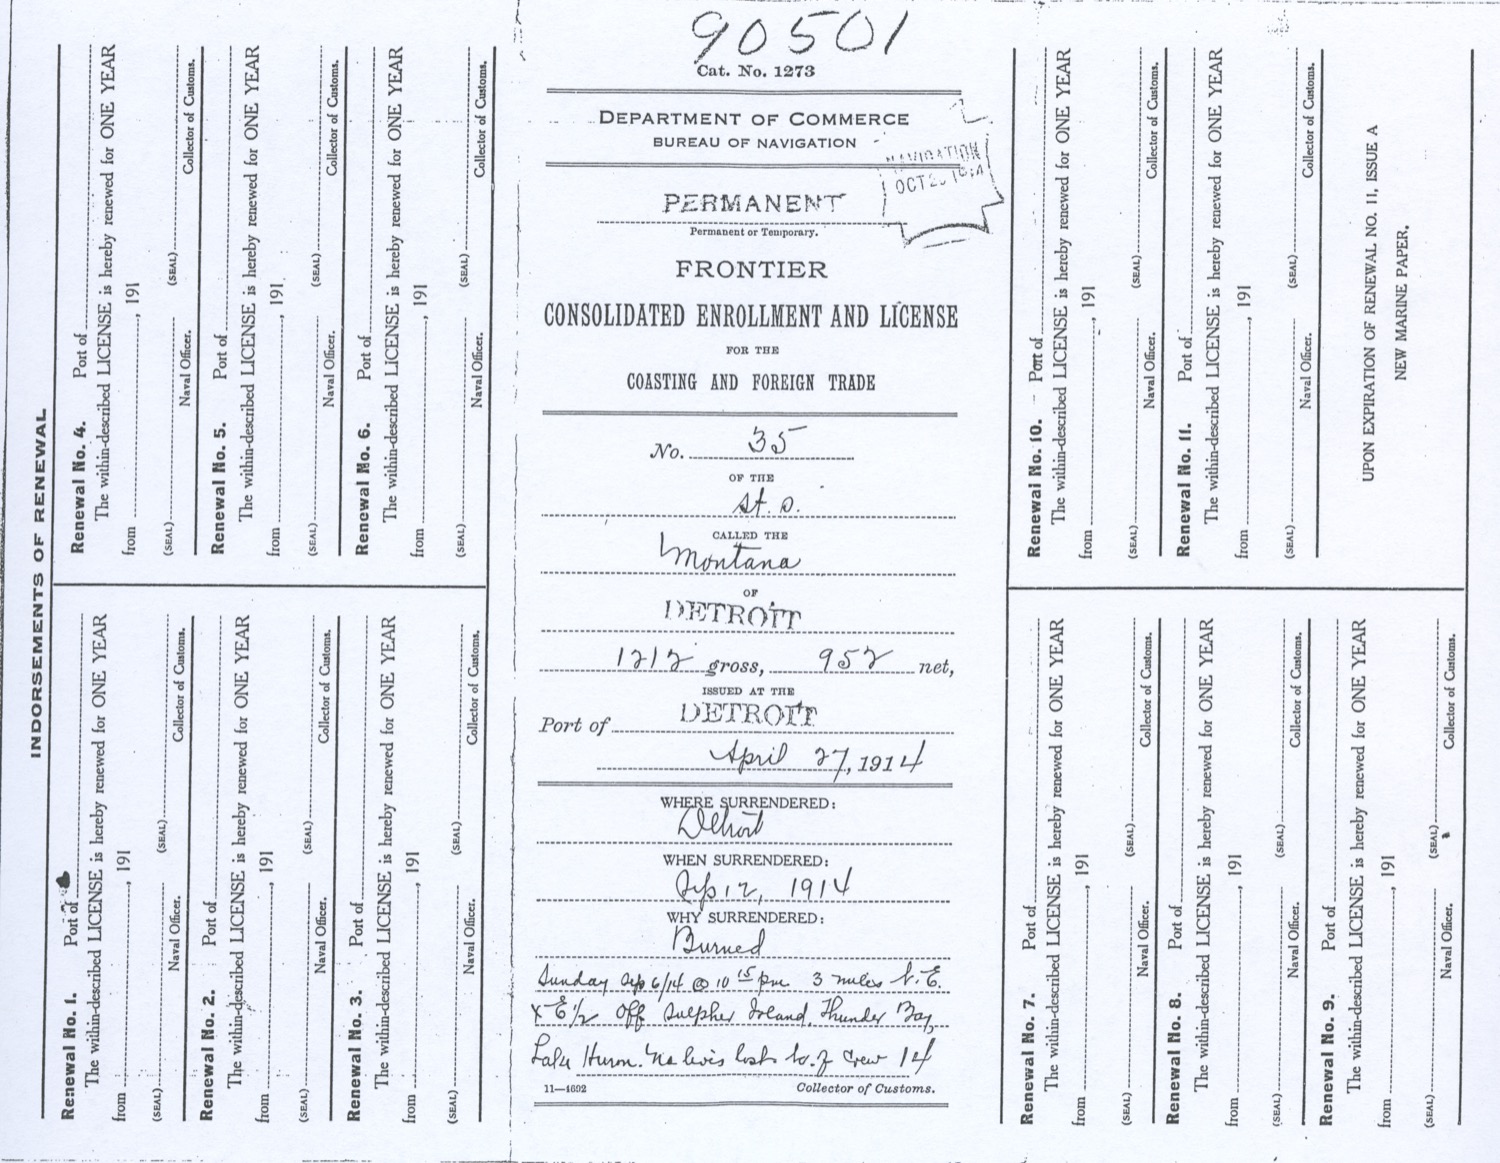 INDORSEMENTS OF RENEWAL
Renewal No. 1. Port of
The within-described LICENSE is hereby renewed for ONE YEAR
from , 191
(SEAL) (SEAL)
Naval Officer. Collector of Customs.
Renewal No. 2 Port of
The within-described LICENSE is hereby renewed for ONE YEAR
from , 191
(SEAL) (SEAL)
Naval Officer. Collector of Customs.
Renewal No. 3. Port of
The within-described LICENSE is hereby renewed for ONE YEAR
from , 191
(SEAL) (SEAL)
Naval Officer. Collector of Customs.
Renewal No. 4. Port of
The within-described LICENSE is hereby renewed for ONE YEAR
from , 191
(SEAL) (SEAL)
Naval Officer. Collector of Customs.
Renewal No. 5. Port of
The within-described LICENSE is hereby renewed for ONE YEAR
from , 191
(SEAL) (SEAL)
Naval Officer. Collector of Customs.
Renewal No. 6. Port of
The within-described LICENSE is hereby renewed for ONE YEAR
from , 191
(SEAL) (SEAL)
Naval Officer. Collector of Customs.
90501
Cat. No. 1273
DEPARTMENT OF COMMERCE
BUREAU OF NAVIGATION
NAVIGATION
OCT
PERMANENT
Permanent or Temporary.
FRONTIER
CONSOLIDATED ENROLLMENT AND LICENSE
FOR THE
COASTING AND FOREIGN TRADE
No. 35
OF THE
St. s.
CALLED THE
Montana
OF
DETROIT
1212 gross, 952 net,
ISSUED AT THE
Port of DETROIT
April 27, 1914
WHERE SURRENDERED:
Detroit
WHEN SURRENDERED:
Sep 12, 1914
WHY SURRENDERED:
Burned
Sunday Sep 6/14 @ 10 15 pm 3 miles N.E.
x E 1/2 off Sulpher Island, Thunder Bay,
Lake Huron. No lives lost. No. of crew 14
11—1692 Collector of Customs.
Renewal No. 7. Port of
The within-described LICENSE is hereby renewed for ONE YEAR
from , 191
(SEAL) (SEAL)
Naval Officer. Collector of Customs.
Renewal No. 8. Port of
The within-described LICENSE is hereby renewed for ONE YEAR
from , 191
(SEAL) (SEAL)
Naval Officer. Collector of Customs.
Renewal No. 9. Port of
The within-described LICENSE is hereby renewed for ONE YEAR
from , 191
(SEAL) (SEAL)
Naval Officer. Collector of Customs.
Renewal No. 10. Port of
The within-described LICENSE is hereby renewed for ONE YEAR
from , 191
(SEAL) (SEAL)
Naval Officer. Collector of Customs.
Renewal No. 11. Port of
The within-described LICENSE is hereby renewed for ONE YEAR
from , 191
(SEAL) (SEAL)
Naval Officer. Collector of Customs.
UPON EXPIRATION OF RENEWAL NO. 11, ISSUE A
NEW MARINE PAPER.